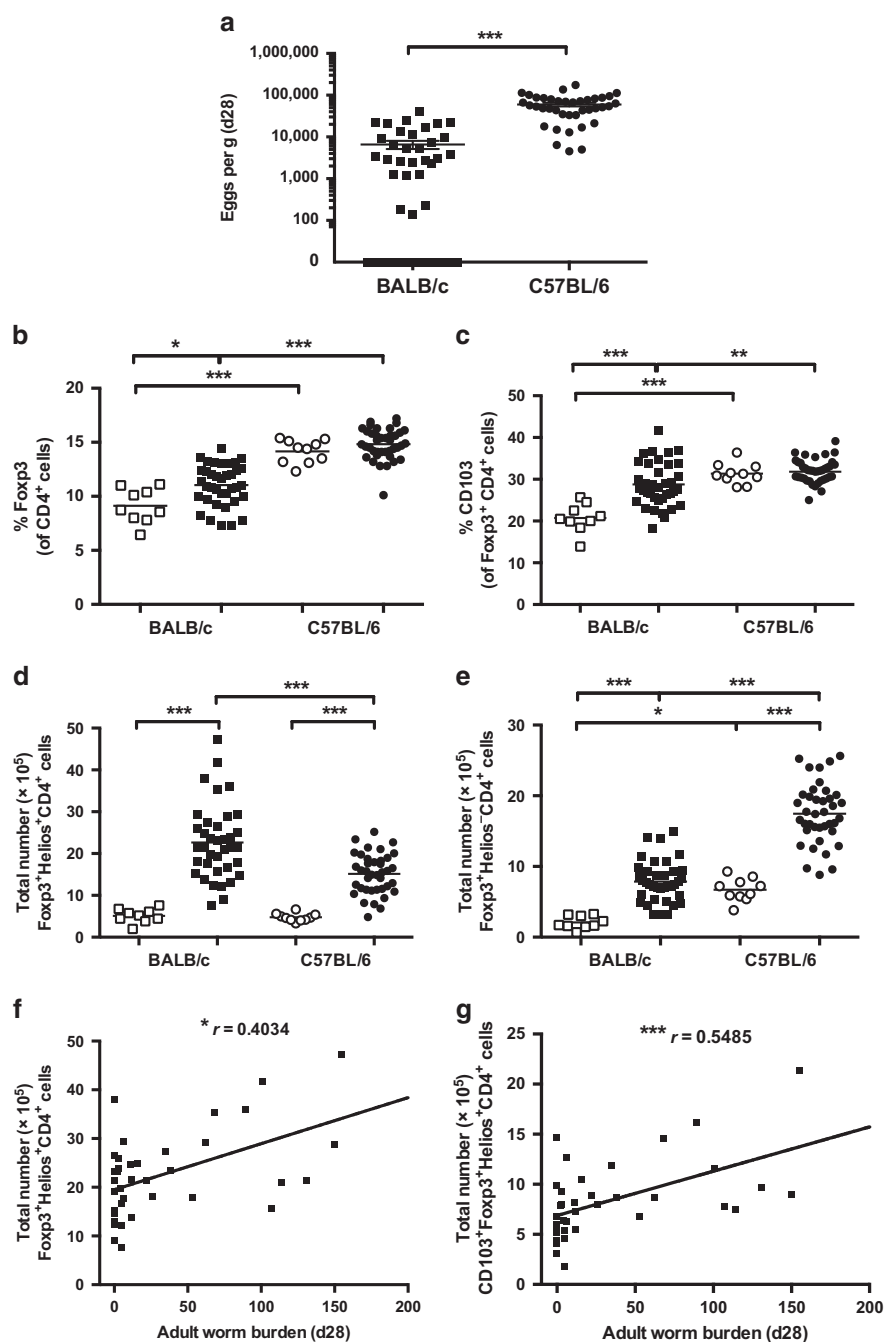 a
***
1,000,000
100,000
10,000
1,000
100
0
Eggs per g (d28)
BALB/c C57BL/6
b
* ***
***
20
15
10
5
0
% Foxp3
(of CD4⁺ cells)
BALB/c C57BL/6
c
*** **
***
50
40
30
20
10
0
% CD103
(of Foxp3⁺ CD4⁺ cells)
BALB/c C57BL/6
d
***
*** ***
50
40
30
20
10
0
Total number (× 10⁵)
Foxp3⁺Helios⁺CD4⁺ cells
BALB/c C57BL/6
e
*** ***
* ***
30
20
10
0
Total number (× 10⁵)
Foxp3⁺Helios⁻CD4⁺ cells
BALB/c C57BL/6
f
* r = 0.4034
50
40
30
20
10
0
Total number (× 10⁵)
Foxp3⁺Helios⁺CD4⁺ cells
0 50 100 150 200
Adult worm burden (d28)
g
*** r = 0.5485
25
20
15
10
5
0
Total number (× 10⁵)
CD103⁺Foxp3⁺Helios⁺CD4⁺ cells
0 50 100 150 200
Adult worm burden (d28)